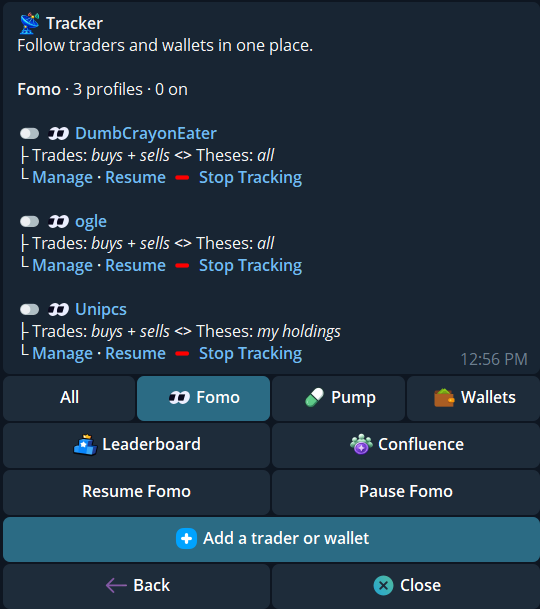 Tracker
Follow traders and wallets in one place.
Fomo · 3 profiles · 0 on
DumbCrayonEater
├ Trades: buys + sells <> Theses: all
└ Manage · Resume ➖ Stop Tracking
ogle
├ Trades: buys + sells <> Theses: all
└ Manage · Resume ➖ Stop Tracking
Unipcs
├ Trades: buys + sells <> Theses: my holdings
└ Manage · Resume ➖ Stop Tracking
12:56 PM
All
Fomo
Pump
Wallets
Leaderboard
Confluence
Resume Fomo
Pause Fomo
Add a trader or wallet
Back
Close